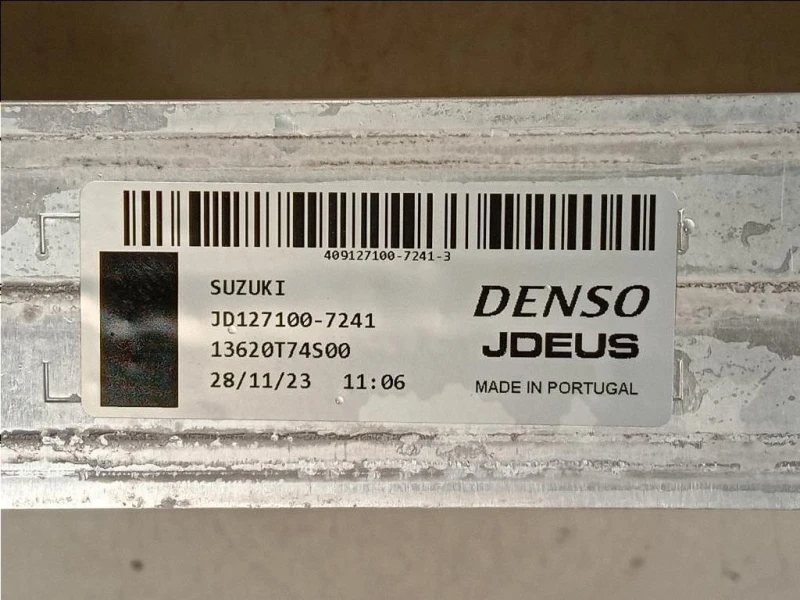 409127100-7241-3
SUZUKI
JD127100-7241
13620T74S00
28/11/23 11:06
DENSO
JDEUS
MADE IN PORTUGAL